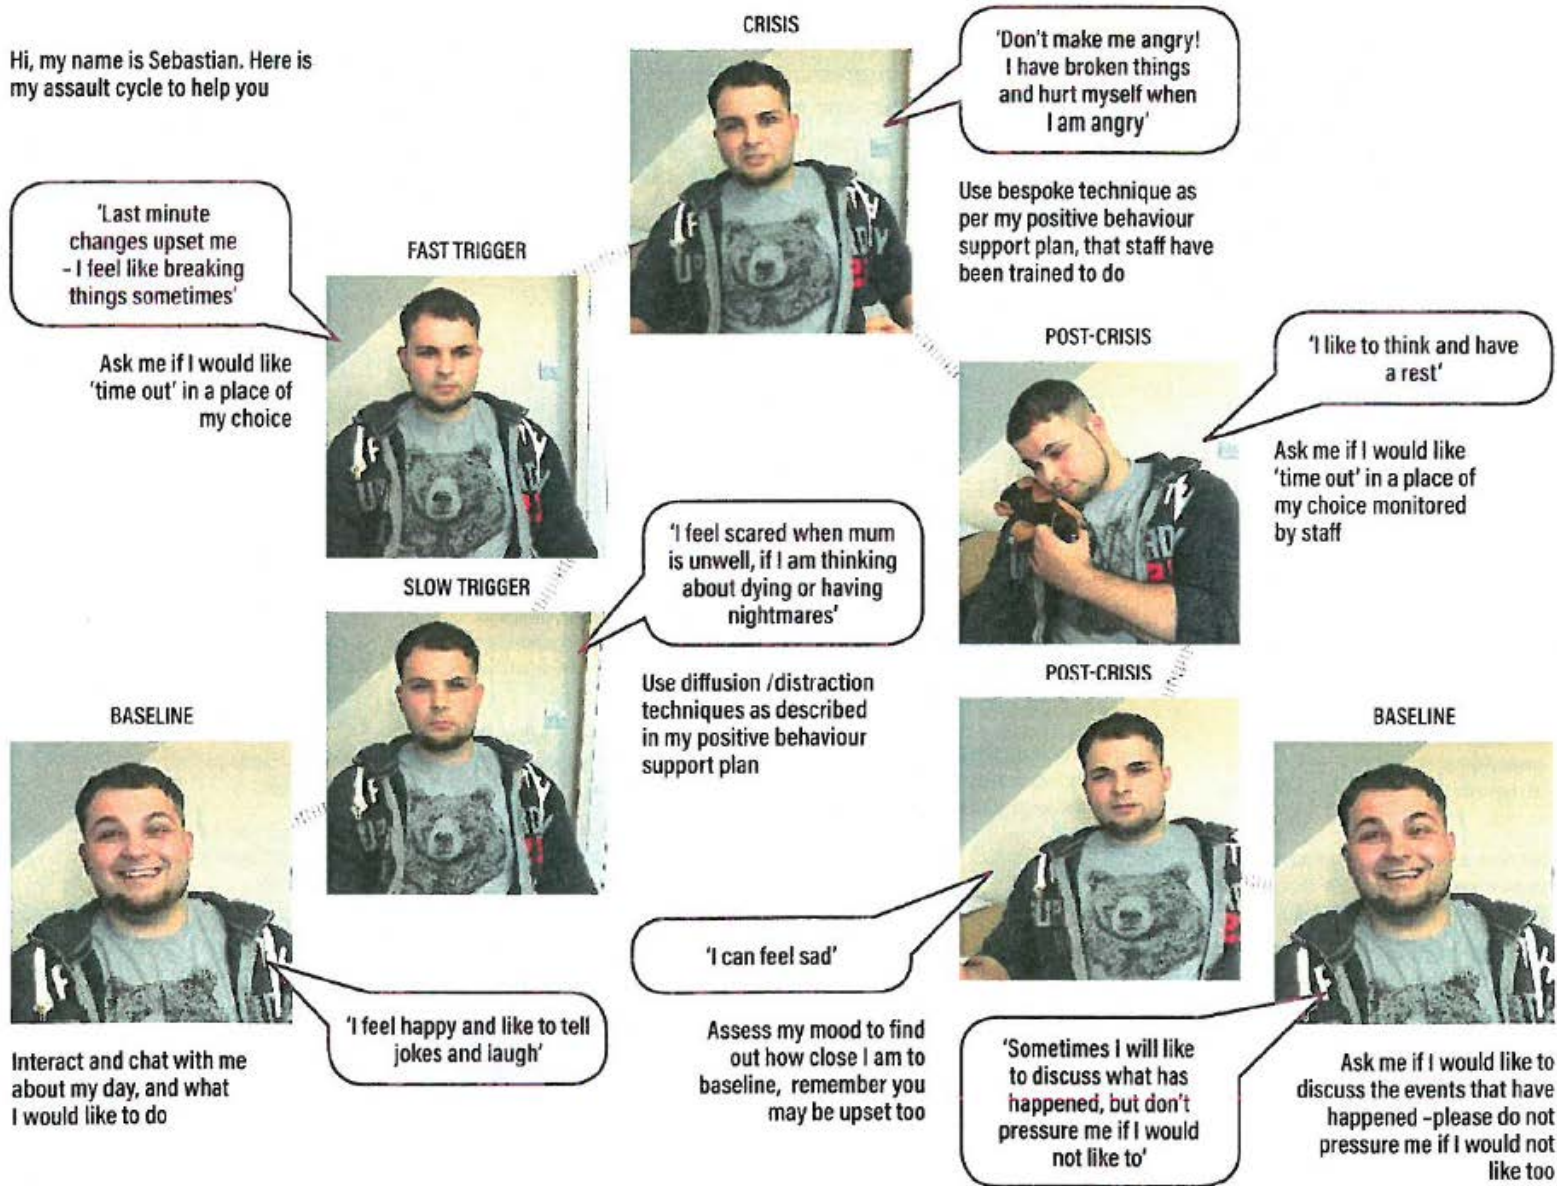 Hi, my name is Sebastian. Here is
my assault cycle to help you
CRISIS
'Don't make me angry!
I have broken things
and hurt myself when
I am angry'
Use bespoke technique as
per my positive behaviour
support plan, that staff have
been trained to do
'Last minute
changes upset me
– I feel like breaking
things sometimes'
FAST TRIGGER
Ask me if I would like
'time out' in a place of
my choice
POST-CRISIS
'I like to think and have
a rest'
Ask me if I would like
'time out' in a place of
my choice monitored
by staff
SLOW TRIGGER
'I feel scared when mum
is unwell, if I am thinking
about dying or having
nightmares'
Use diffusion /distraction
techniques as described
in my positive behaviour
support plan
BASELINE
'I feel happy and like to tell
jokes and laugh'
Interact and chat with me
about my day, and what
I would like to do
POST-CRISIS
'I can feel sad'
Assess my mood to find
out how close I am to
baseline, remember you
may be upset too
BASELINE
'Sometimes I will like
to discuss what has
happened, but don't
pressure me if I would
not like to'
Ask me if I would like to
discuss the events that have
happened –please do not
pressure me if I would not
like too